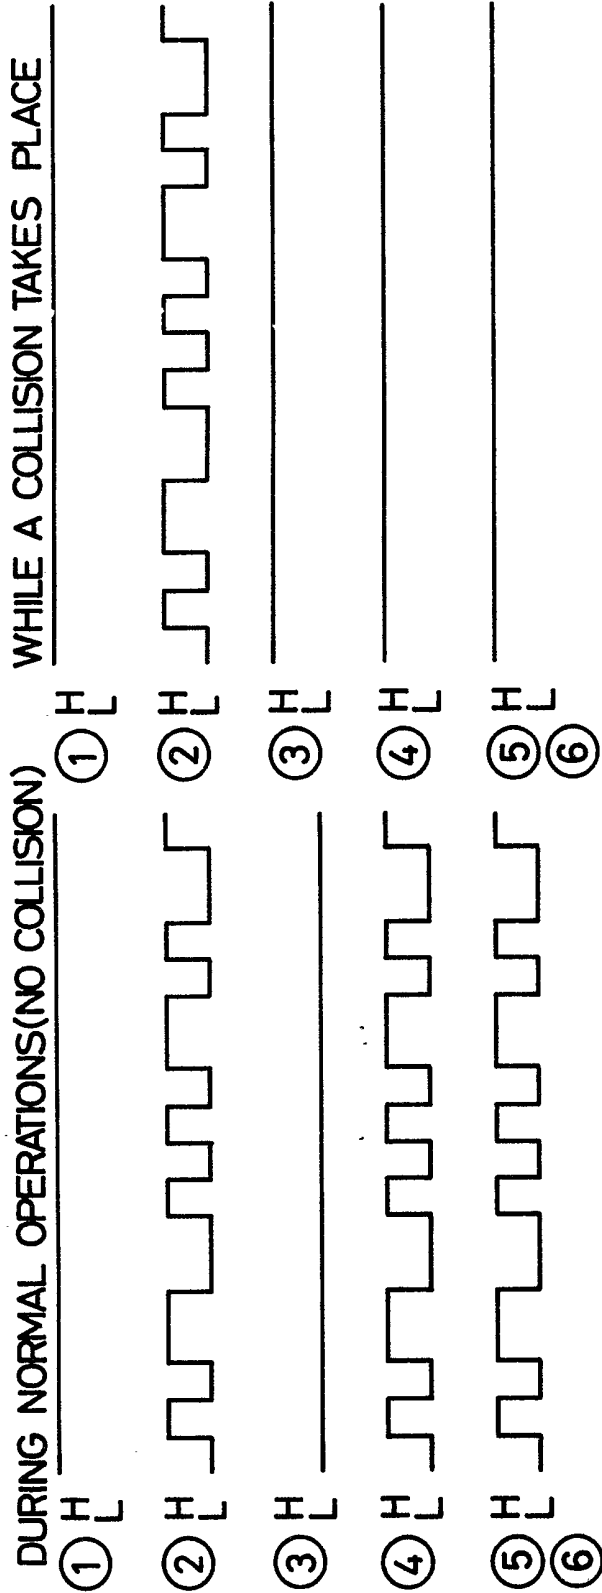 DURING NORMAL OPERATIONS(NO COLLISION)
① H L
② H L
③ H L
④ H L
⑤ H L
⑥
WHILE A COLLISION TAKES PLACE
① H L
② H L
③ H L
④ H L
⑤ H L
⑥